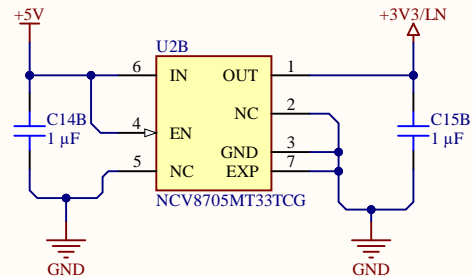 +5V
+3V3/LN
U2B
6 IN OUT 1
NC 2
4 EN
C14B
1 µF
C15B
1 µF
GND 3
5 NC EXP 7
NCV8705MT33TCG
GND
GND